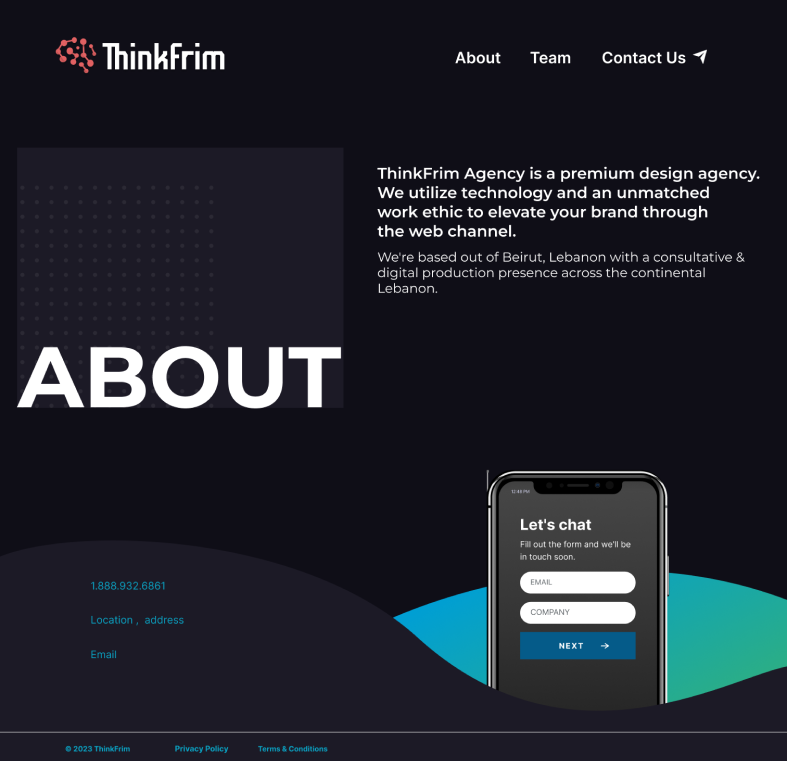 ThinkFrim
About
Team
Contact Us
ThinkFrim Agency is a premium design agency.
We utilize technology and an unmatched
work ethic to elevate your brand through
the web channel.
We're based out of Beirut, Lebanon with a consultative &
digital production presence across the continental
Lebanon.
ABOUT
12:45 PM
Let's chat
Fill out the form and we'll be
in touch soon.
EMAIL
COMPANY
NEXT
1.888.932.6861
Location , address
Email
© 2023 ThinkFrim
Privacy Policy
Terms & Conditions